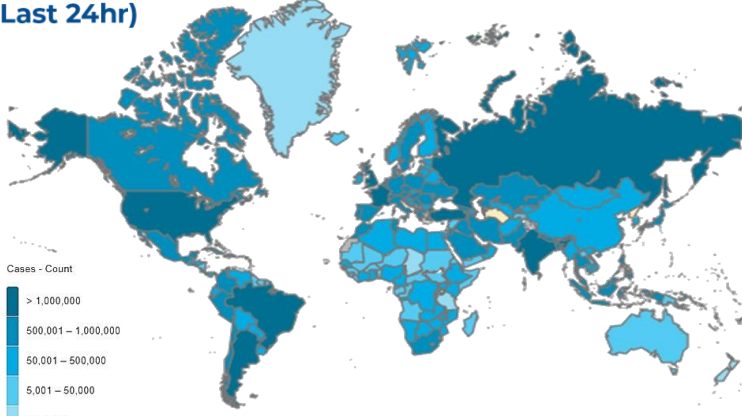 Last 24hr)
Cases - Count
> 1,000,000
500,001 – 1,000,000
50,001 – 500,000
5,001 – 50,000